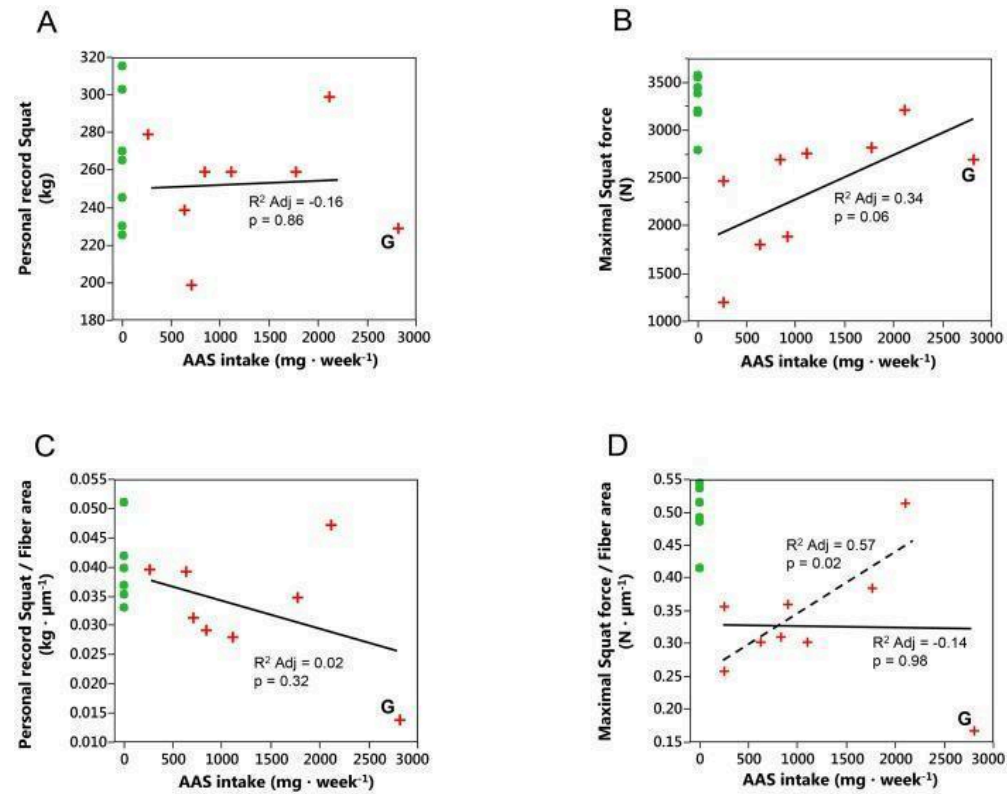 A
Personal record Squat
(kg)
320
300
280
260
240
220
200
180
R² Adj = -0.16
p = 0.86
G
0 500 1000 1500 2000 2500 3000
AAS intake (mg · week⁻¹)
B
Maximal Squat force
(N)
3500
3000
2500
2000
1500
1000
R² Adj = 0.34
p = 0.06
G
0 500 1000 1500 2000 2500 3000
AAS intake (mg · week⁻¹)
C
Personal record Squat / Fiber area
(kg · µm⁻¹)
0.055
0.050
0.045
0.040
0.035
0.030
0.025
0.020
0.015
0.010
R² Adj = 0.02
p = 0.32
G
0 500 1000 1500 2000 2500 3000
AAS intake (mg · week⁻¹)
D
Maximal Squat force / Fiber area
(N · µm⁻¹)
0.55
0.50
0.45
0.40
0.35
0.30
0.25
0.20
0.15
R² Adj = 0.57
p = 0.02
R² Adj = -0.14
p = 0.98
G
0 500 1000 1500 2000 2500 3000
AAS intake (mg · week⁻¹)